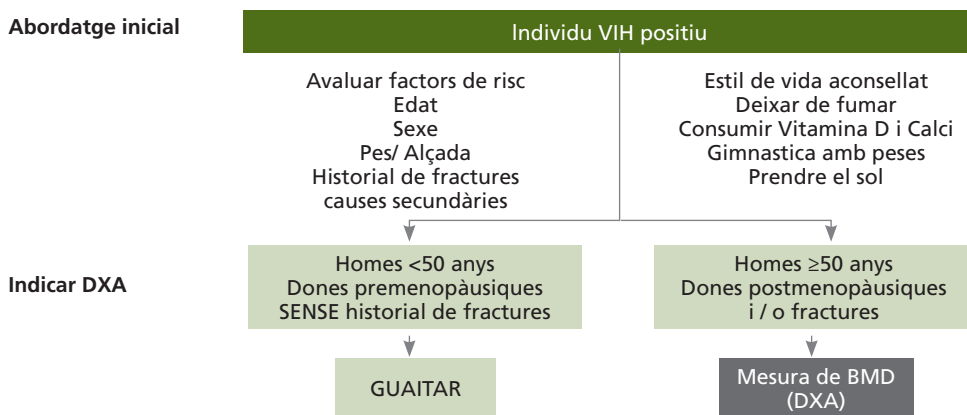 Abordatge inicial
Individu VIH positiu
Avaluar factors de risc
Edat
Sexe
Pes/ Alçada
Historial de fractures
causes secundàries
Estil de vida aconsellat
Deixar de fumar
Consumir Vitamina D i Calci
Gimnastica amb peses
Prendre el sol
Indicar DXA
Homes <50 anys
Dones premenopàusiques
SENSE historial de fractures
Homes ≥50 anys
Dones postmenopàusiques
i / o fractures
GUAITAR
Mesura de BMD
(DXA)